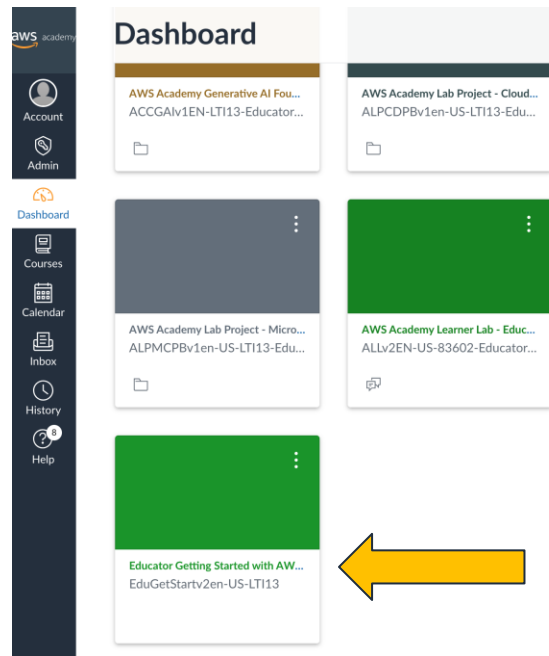 aws academy
Dashboard
Account
Admin
Dashboard
Courses
Calendar
Inbox
History
8
Help
AWS Academy Generative AI Fou...
ACCGAIv1EN-LTI13-Educator...
AWS Academy Lab Project - Cloud...
ALPCDPBv1en-US-LTI13-Edu...
AWS Academy Lab Project - Micro...
ALPMCPBv1en-US-LTI13-Edu...
AWS Academy Learner Lab - Educ...
ALLv2EN-US-83602-Educator...
Educator Getting Started with AW...
EduGetStartv2en-US-LTI13